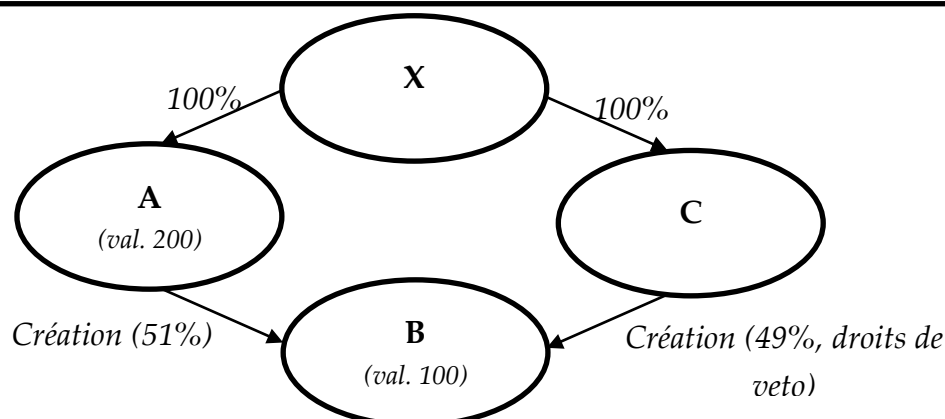 X
100%
100%
A
(val. 200)
C
Création (51%)
B
(val. 100)
Création (49%, droits de
veto)